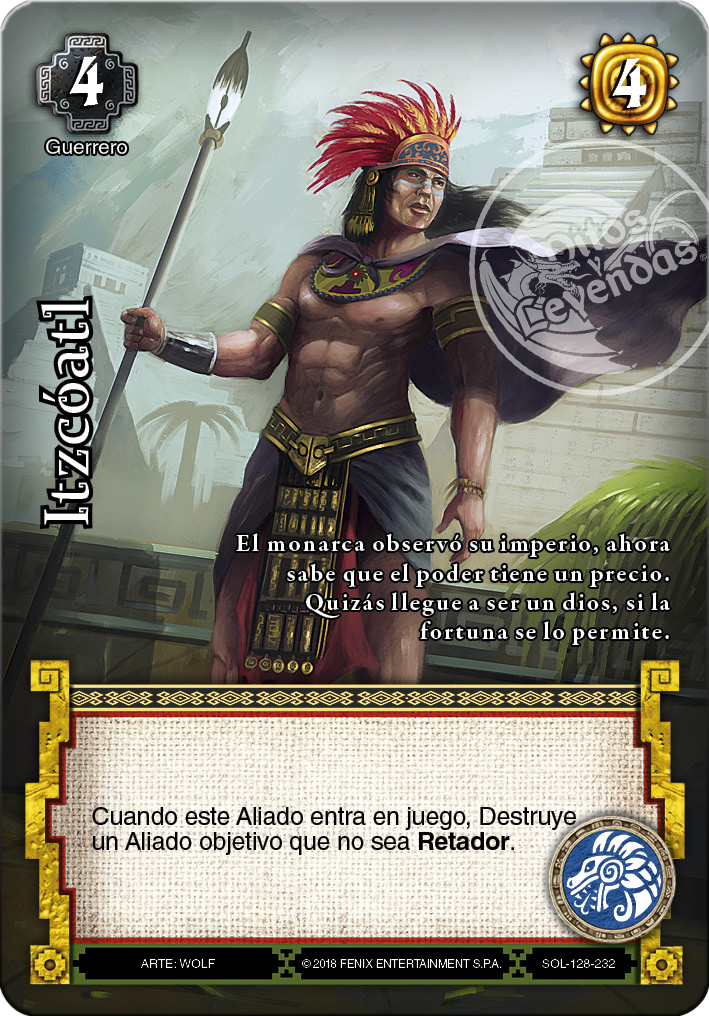 4
Guerrero
4
Mitos
y
Leyendas
Itzcóatl
El monarca observó su imperio, ahora
sabe que el poder tiene un precio.
Quizás llegue a ser un dios, si la
fortuna se lo permite.
Cuando este Aliado entra en juego, Destruye
un Aliado objetivo que no sea Retador.
ARTE: WOLF
© 2018 FENIX ENTERTAINMENT S.P.A.
SOL-128-232